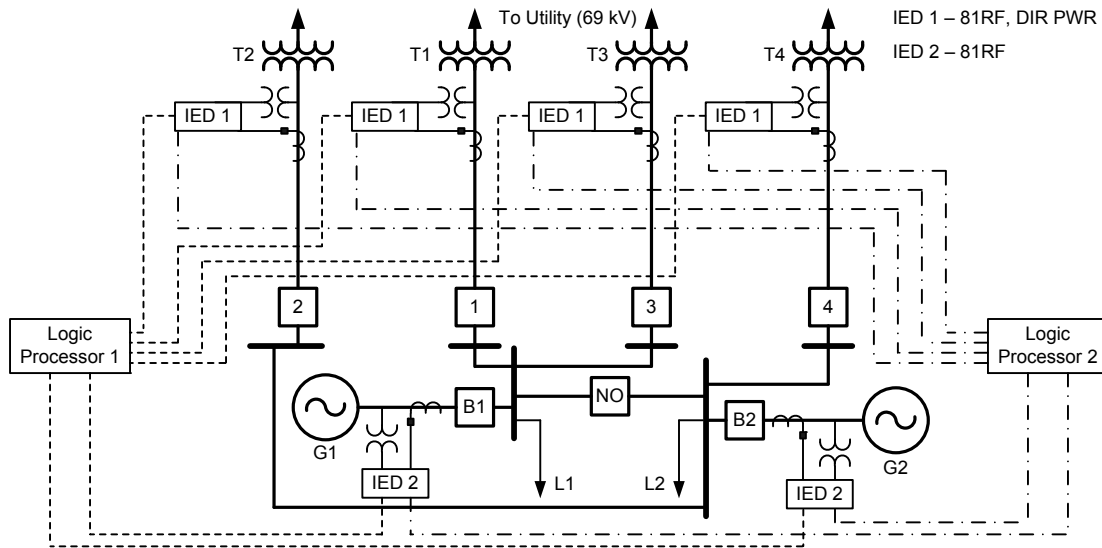 To Utility (69 kV)
IED 1 – 81RF, DIR PWR
IED 2 – 81RF
T2
T1
T3
T4
IED 1
IED 1
IED 1
IED 1
2
1
3
4
Logic
Processor 1
Logic
Processor 2
G1
B1
NO
B2
G2
IED 2
L1
L2
IED 2